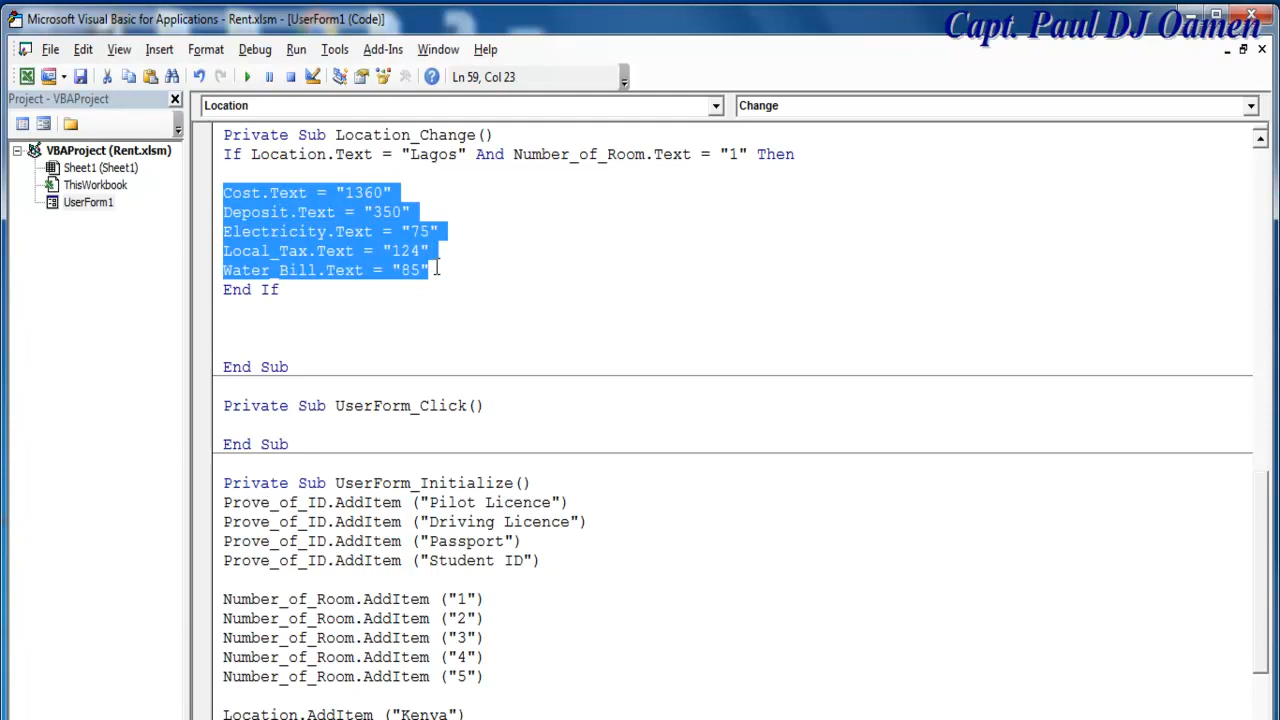 Microsoft Visual Basic for Applications - Rent.xlsm - [UserForm1 (Code)]
Capt. Paul DJ Oamen
File Edit View Insert Format Debug Run Tools Add-Ins Window Help
Ln 59, Col 23
Project - VBAProject
Location
Change
VBAProject (Rent.xlsm)
Sheet1 (Sheet1)
ThisWorkbook
UserForm1
Private Sub Location_Change()
If Location.Text = "Lagos" And Number_of_Room.Text = "1" Then
Cost.Text = "1360"
Deposit.Text = "350"
Electricity.Text = "75"
Local_Tax.Text = "124"
Water_Bill.Text = "85"
End If
End Sub
Private Sub UserForm_Click()
End Sub
Private Sub UserForm_Initialize()
Prove_of_ID.AddItem ("Pilot Licence")
Prove_of_ID.AddItem ("Driving Licence")
Prove_of_ID.AddItem ("Passport")
Prove_of_ID.AddItem ("Student ID")
Number_of_Room.AddItem ("1")
Number_of_Room.AddItem ("2")
Number_of_Room.AddItem ("3")
Number_of_Room.AddItem ("4")
Number_of_Room.AddItem ("5")
Location.AddItem ("Kenya")